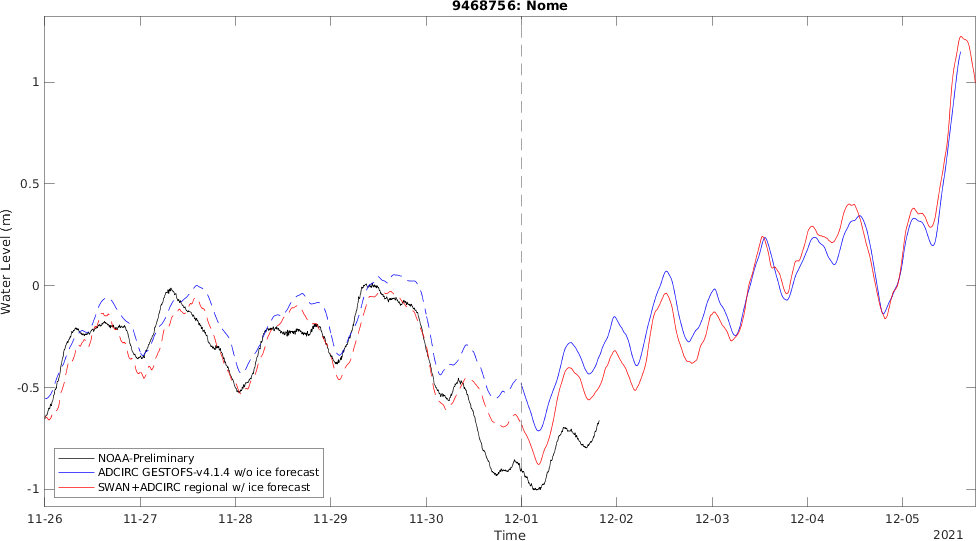 9468756: Nome
Water Level (m)
1
0.5
0
-0.5
-1
NOAA-Preliminary
ADCIRC GESTOFS-v4.1.4 w/o ice forecast
SWAN+ADCIRC regional w/ ice forecast
11-26 11-27 11-28 11-29 11-30 12-01 12-02 12-03 12-04 12-05
Time
2021